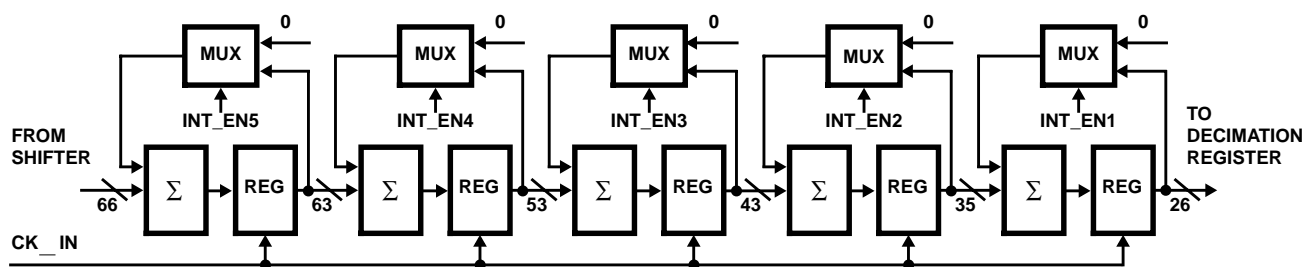 0 0 0 0 0
MUX MUX MUX MUX MUX
INT_EN5 INT_EN4 INT_EN3 INT_EN2 INT_EN1
FROM
SHIFTER
TO
DECIMATION
REGISTER
Σ REG Σ REG Σ REG Σ REG Σ REG
66 63 53 43 35 26
CK_IN